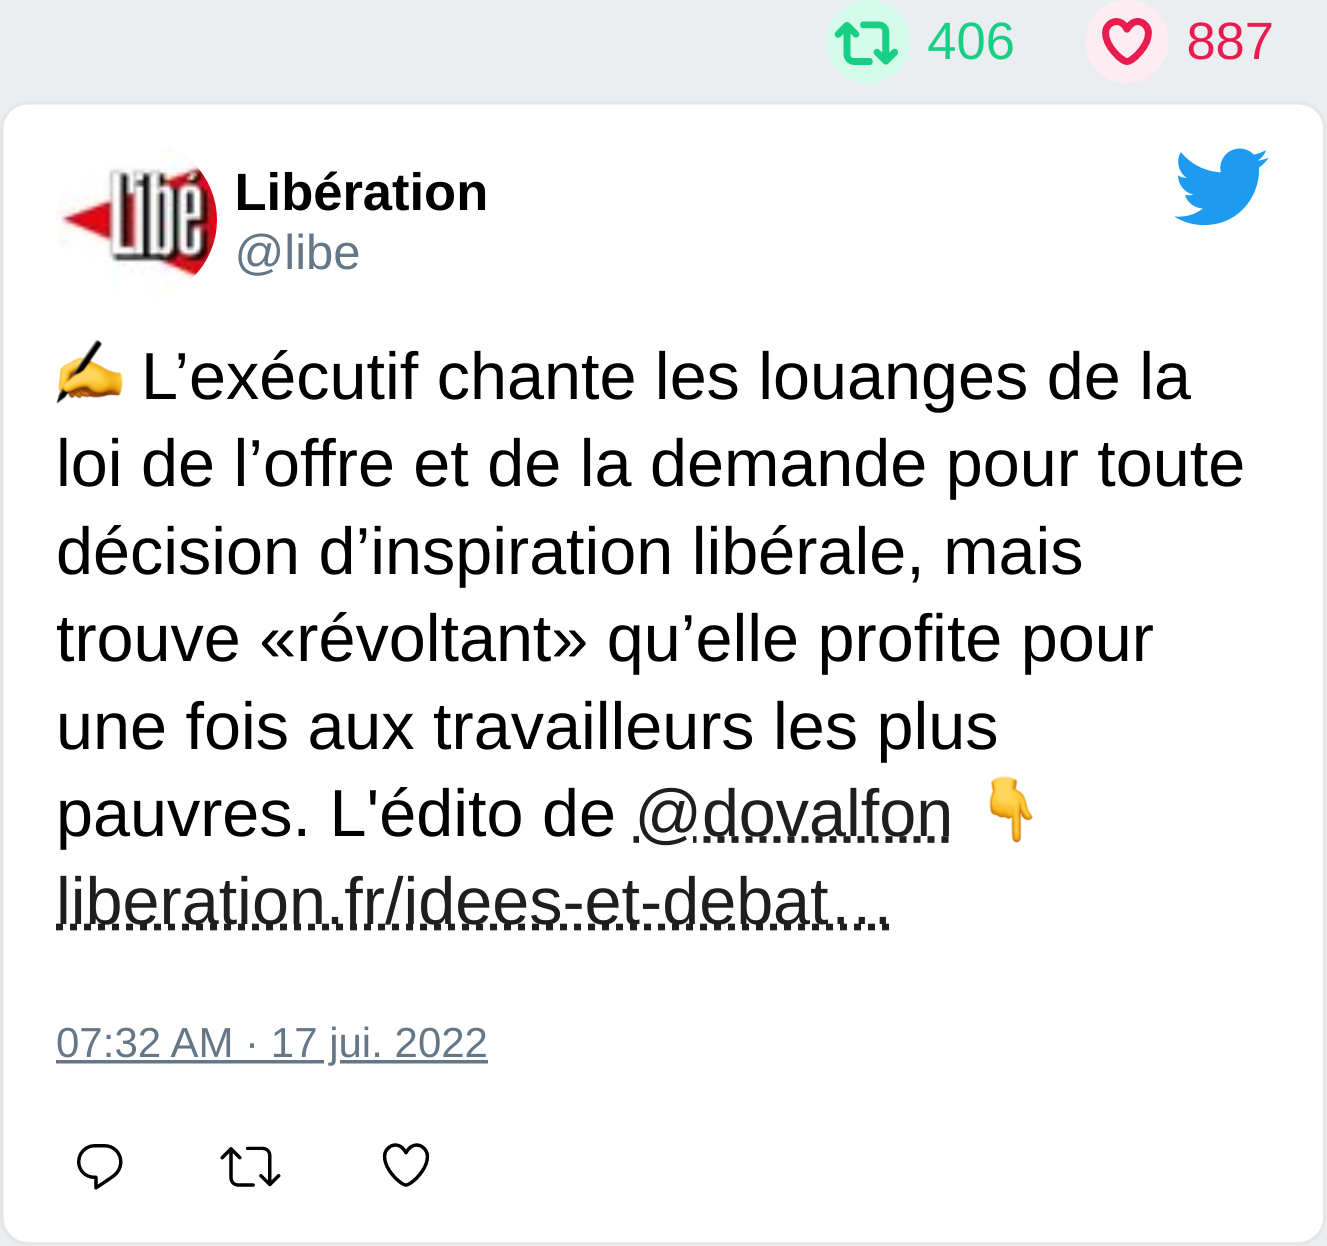 406 887
Libé
Libération
@libe
✍️ L’exécutif chante les louanges de la
loi de l’offre et de la demande pour toute
décision d’inspiration libérale, mais
trouve «révoltant» qu’elle profite pour
une fois aux travailleurs les plus
pauvres. L'édito de @dovalfon 👇
liberation.fr/idees-et-debat…
07:32 AM · 17 jui. 2022